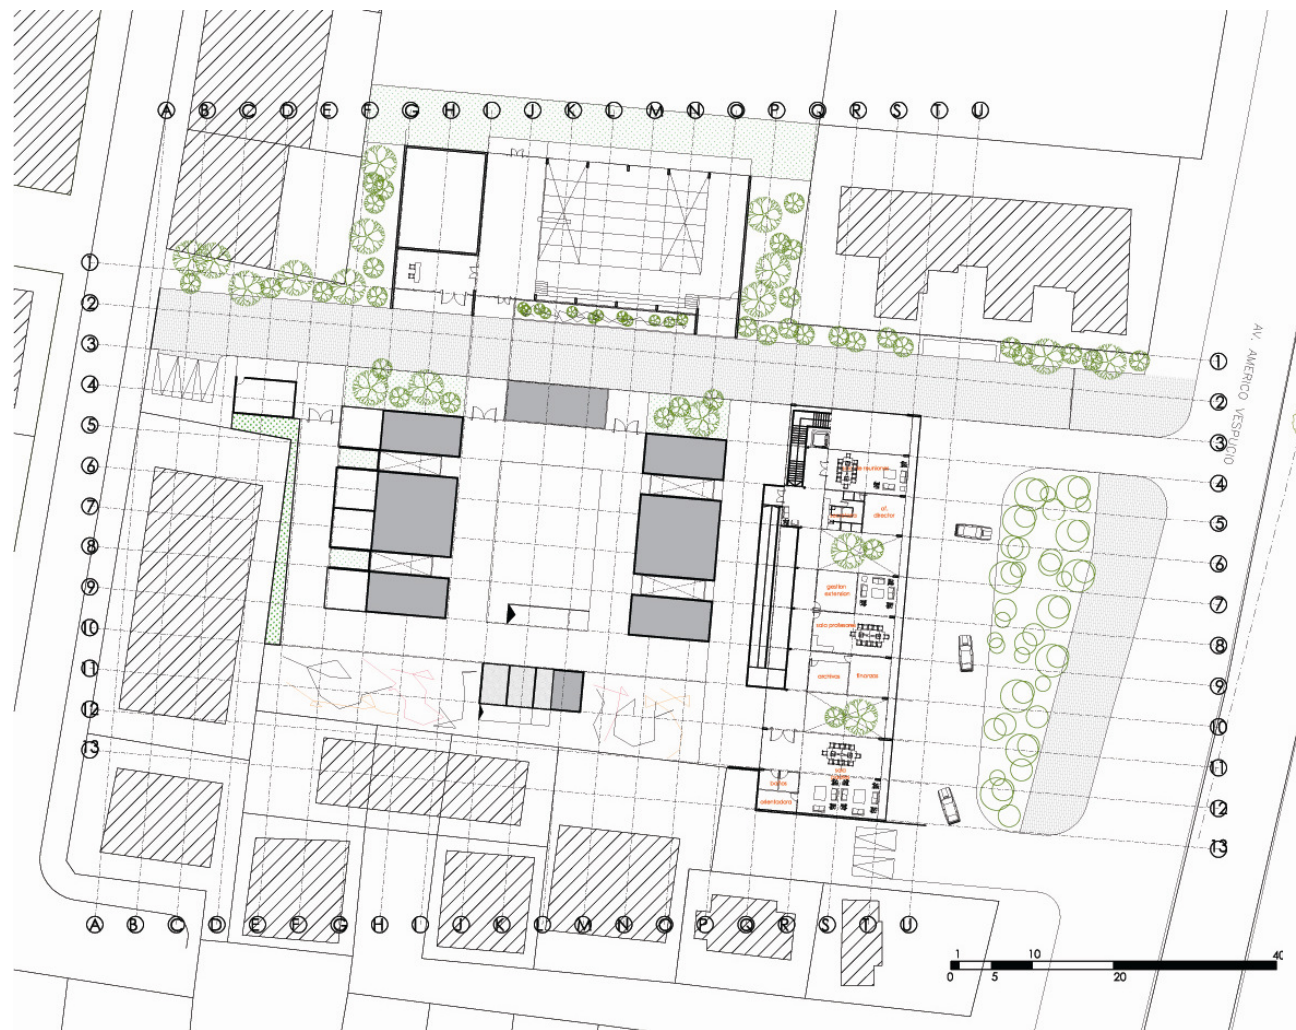 A B C D E F G H I J K L M N O P Q R S T U
1
2
3
4
5
6
7
8
9
10
11
12
13
1
2
3
4
5
6
7
8
9
10
11
12
13
AV. AMERICO VESPUCIO
of.
director
gestion
extension
sala profesores
archivos
finanzas
sala
baños
orientadora
A B C D E F G H I J K L M N O P Q R S T U
1 10 40
0 5 20